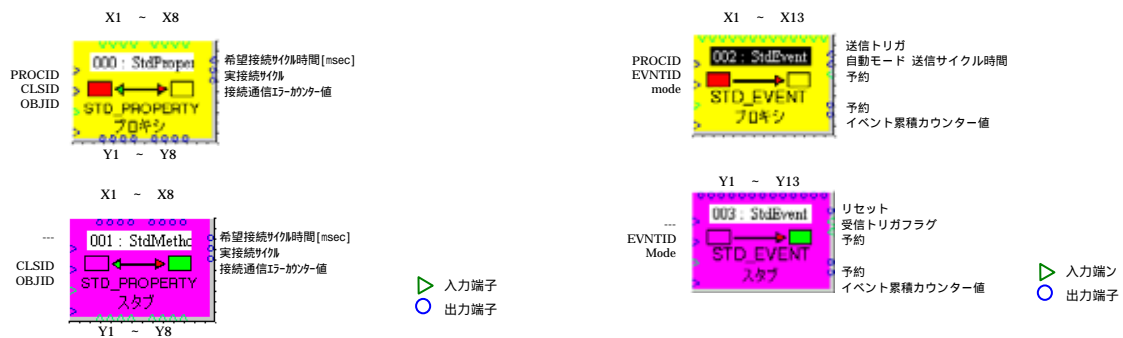 X1 ~ X8
000 : StdProper
PROCID
CLSID
OBJID
希望接続ｻｲｸﾙ時間[msec]
実接続ｻｲｸﾙ
接続通信ｴﾗｰｶｳﾝﾀｰ値
STD_PROPERTY
プロキシ
Y1 ~ Y8
X1 ~ X8
001 : StdMethc
---
CLSID
OBJID
希望接続ｻｲｸﾙ時間[msec]
実接続ｻｲｸﾙ
接続通信ｴﾗｰｶｳﾝﾀｰ値
STD_PROPERTY
スタブ
Y1 ~ Y8
入力端子
出力端子
X1 ~ X13
002 : StdEvent
PROCID
EVNTID
mode
送信トリガ
自動モード 送信サイクル時間
予約
STD_EVENT
プロキシ
予約
イベント累積カウンター値
Y1 ~ Y13
003 : StdEvent
---
EVNTID
Mode
リセット
受信トリガフラグ
予約
STD_EVENT
スタブ
予約
イベント累積カウンター値
入力端ン
出力端子